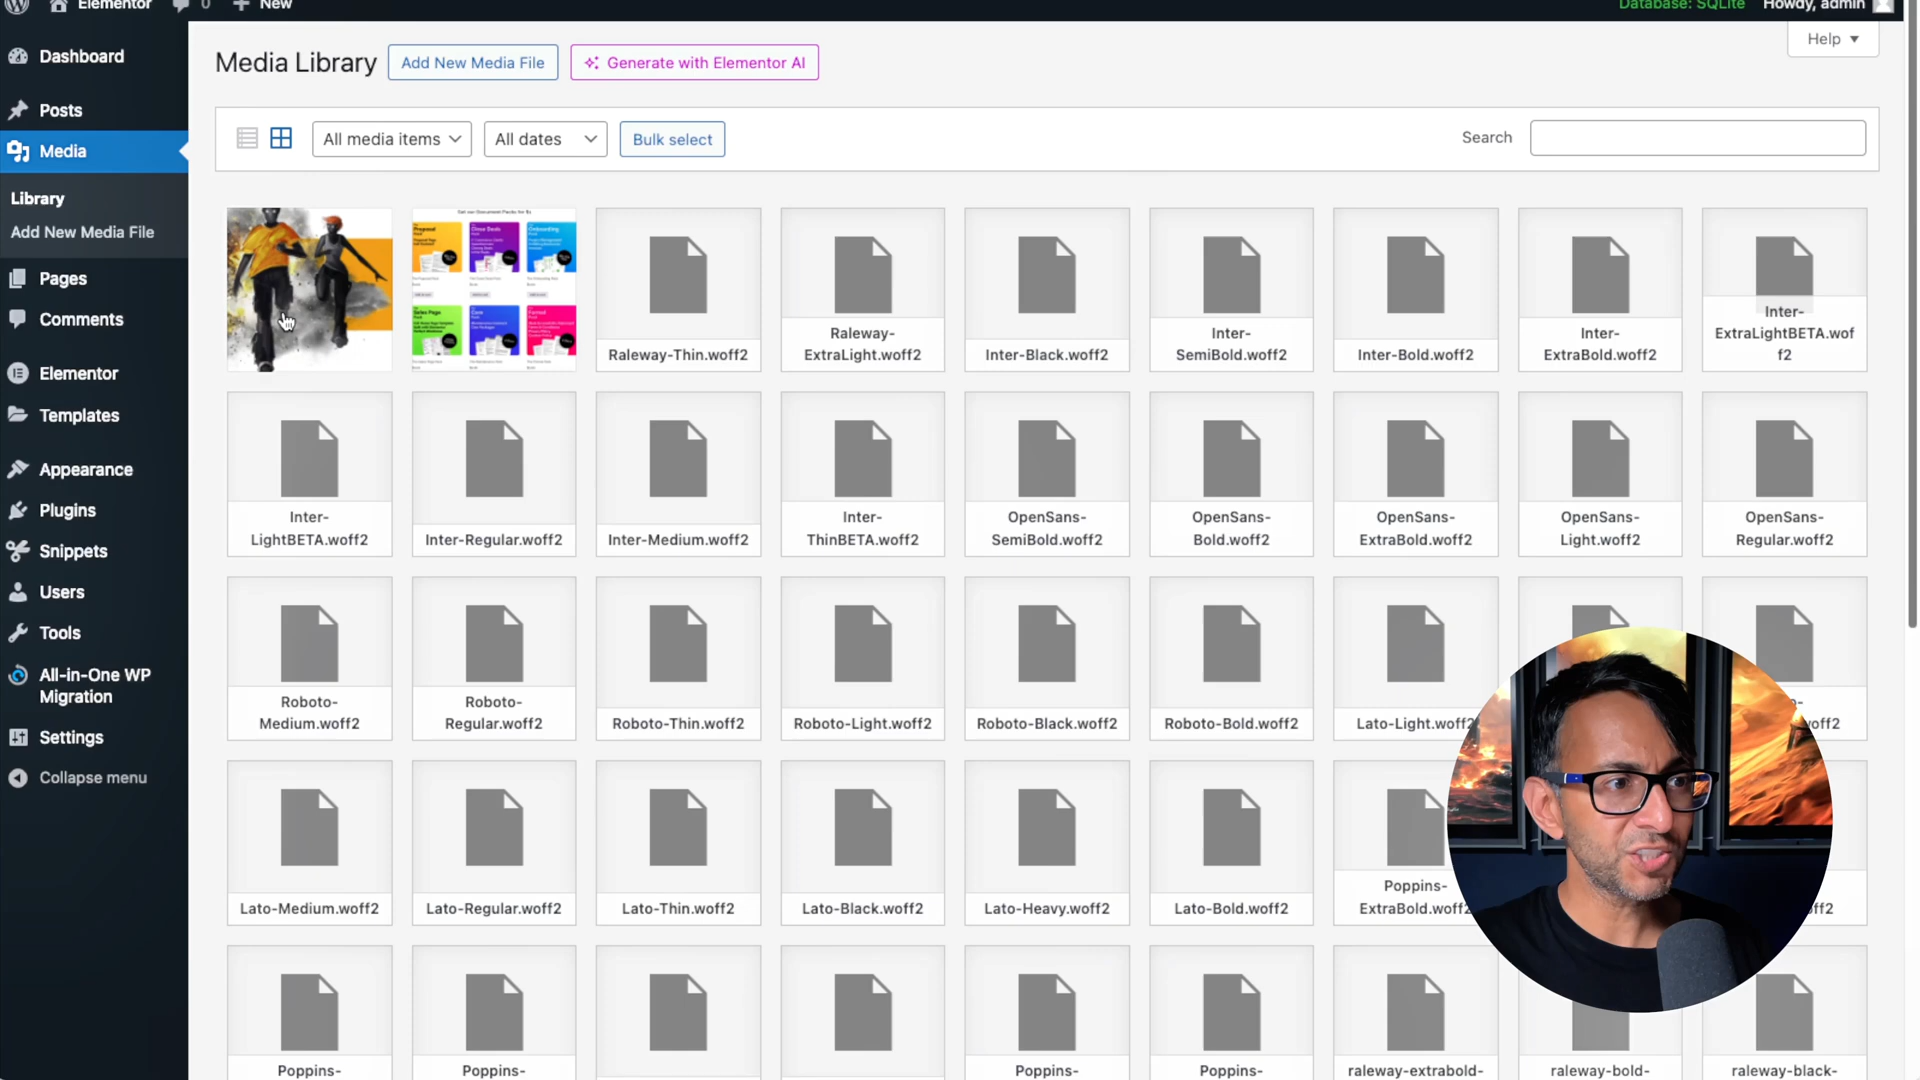 Elementor 0 New Database: SQLite Howdy, admin
Help
Dashboard
Posts
Media
Library
Add New Media File
Pages
Comments
Elementor
Templates
Appearance
Plugins
Snippets
Users
Tools
All-in-One WP
Migration
Settings
Collapse menu
Media Library Add New Media File Generate with Elementor AI
All media items All dates Bulk select Search
Raleway-Thin.woff2
Raleway-
ExtraLight.woff2
Inter-Black.woff2
Inter-
SemiBold.woff2
Inter-Bold.woff2
Inter-
ExtraBold.woff2
Inter-
ExtraLightBETA.wof
f2
Inter-
LightBETA.woff2
Inter-Regular.woff2
Inter-Medium.woff2
Inter-
ThinBETA.woff2
OpenSans-
SemiBold.woff2
OpenSans-
Bold.woff2
OpenSans-
ExtraBold.woff2
OpenSans-
Light.woff2
OpenSans-
Regular.woff2
Roboto-
Medium.woff2
Roboto-
Regular.woff2
Roboto-Thin.woff2
Roboto-Light.woff2
Roboto-Black.woff2
Roboto-Bold.woff2
Lato-Light.woff2
Lato-Medium.woff2
Lato-Regular.woff2
Lato-Thin.woff2
Lato-Black.woff2
Lato-Heavy.woff2
Lato-Bold.woff2
Poppins-
ExtraBold.woff2
Poppins-
Poppins-
Poppins-
Poppins-
raleway-extrabold-
raleway-bold-
raleway-black-